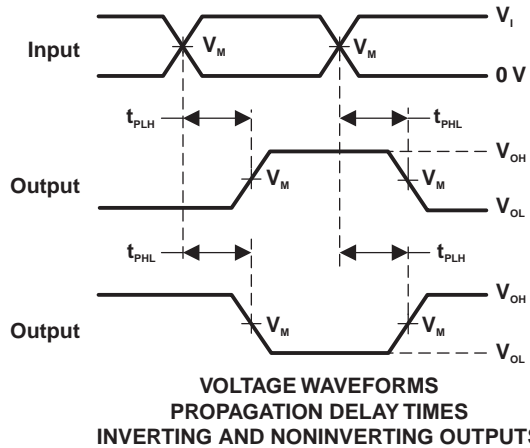 Input
V_M
V_M
V_I
0 V
t_PLH
t_PHL
Output
V_M
V_M
V_OH
V_OL
t_PHL
t_PLH
Output
V_M
V_M
V_OH
V_OL
VOLTAGE WAVEFORMS
PROPAGATION DELAY TIMES
INVERTING AND NONINVERTING OUTPUTS